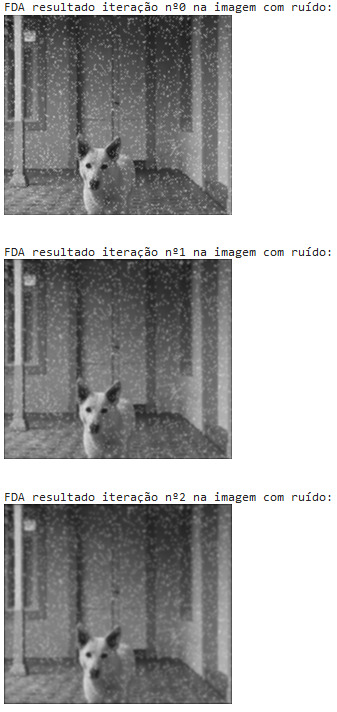 FDA resultado iteração nº0 na imagem com ruído:
FDA resultado iteração nº1 na imagem com ruído:
FDA resultado iteração nº2 na imagem com ruído: